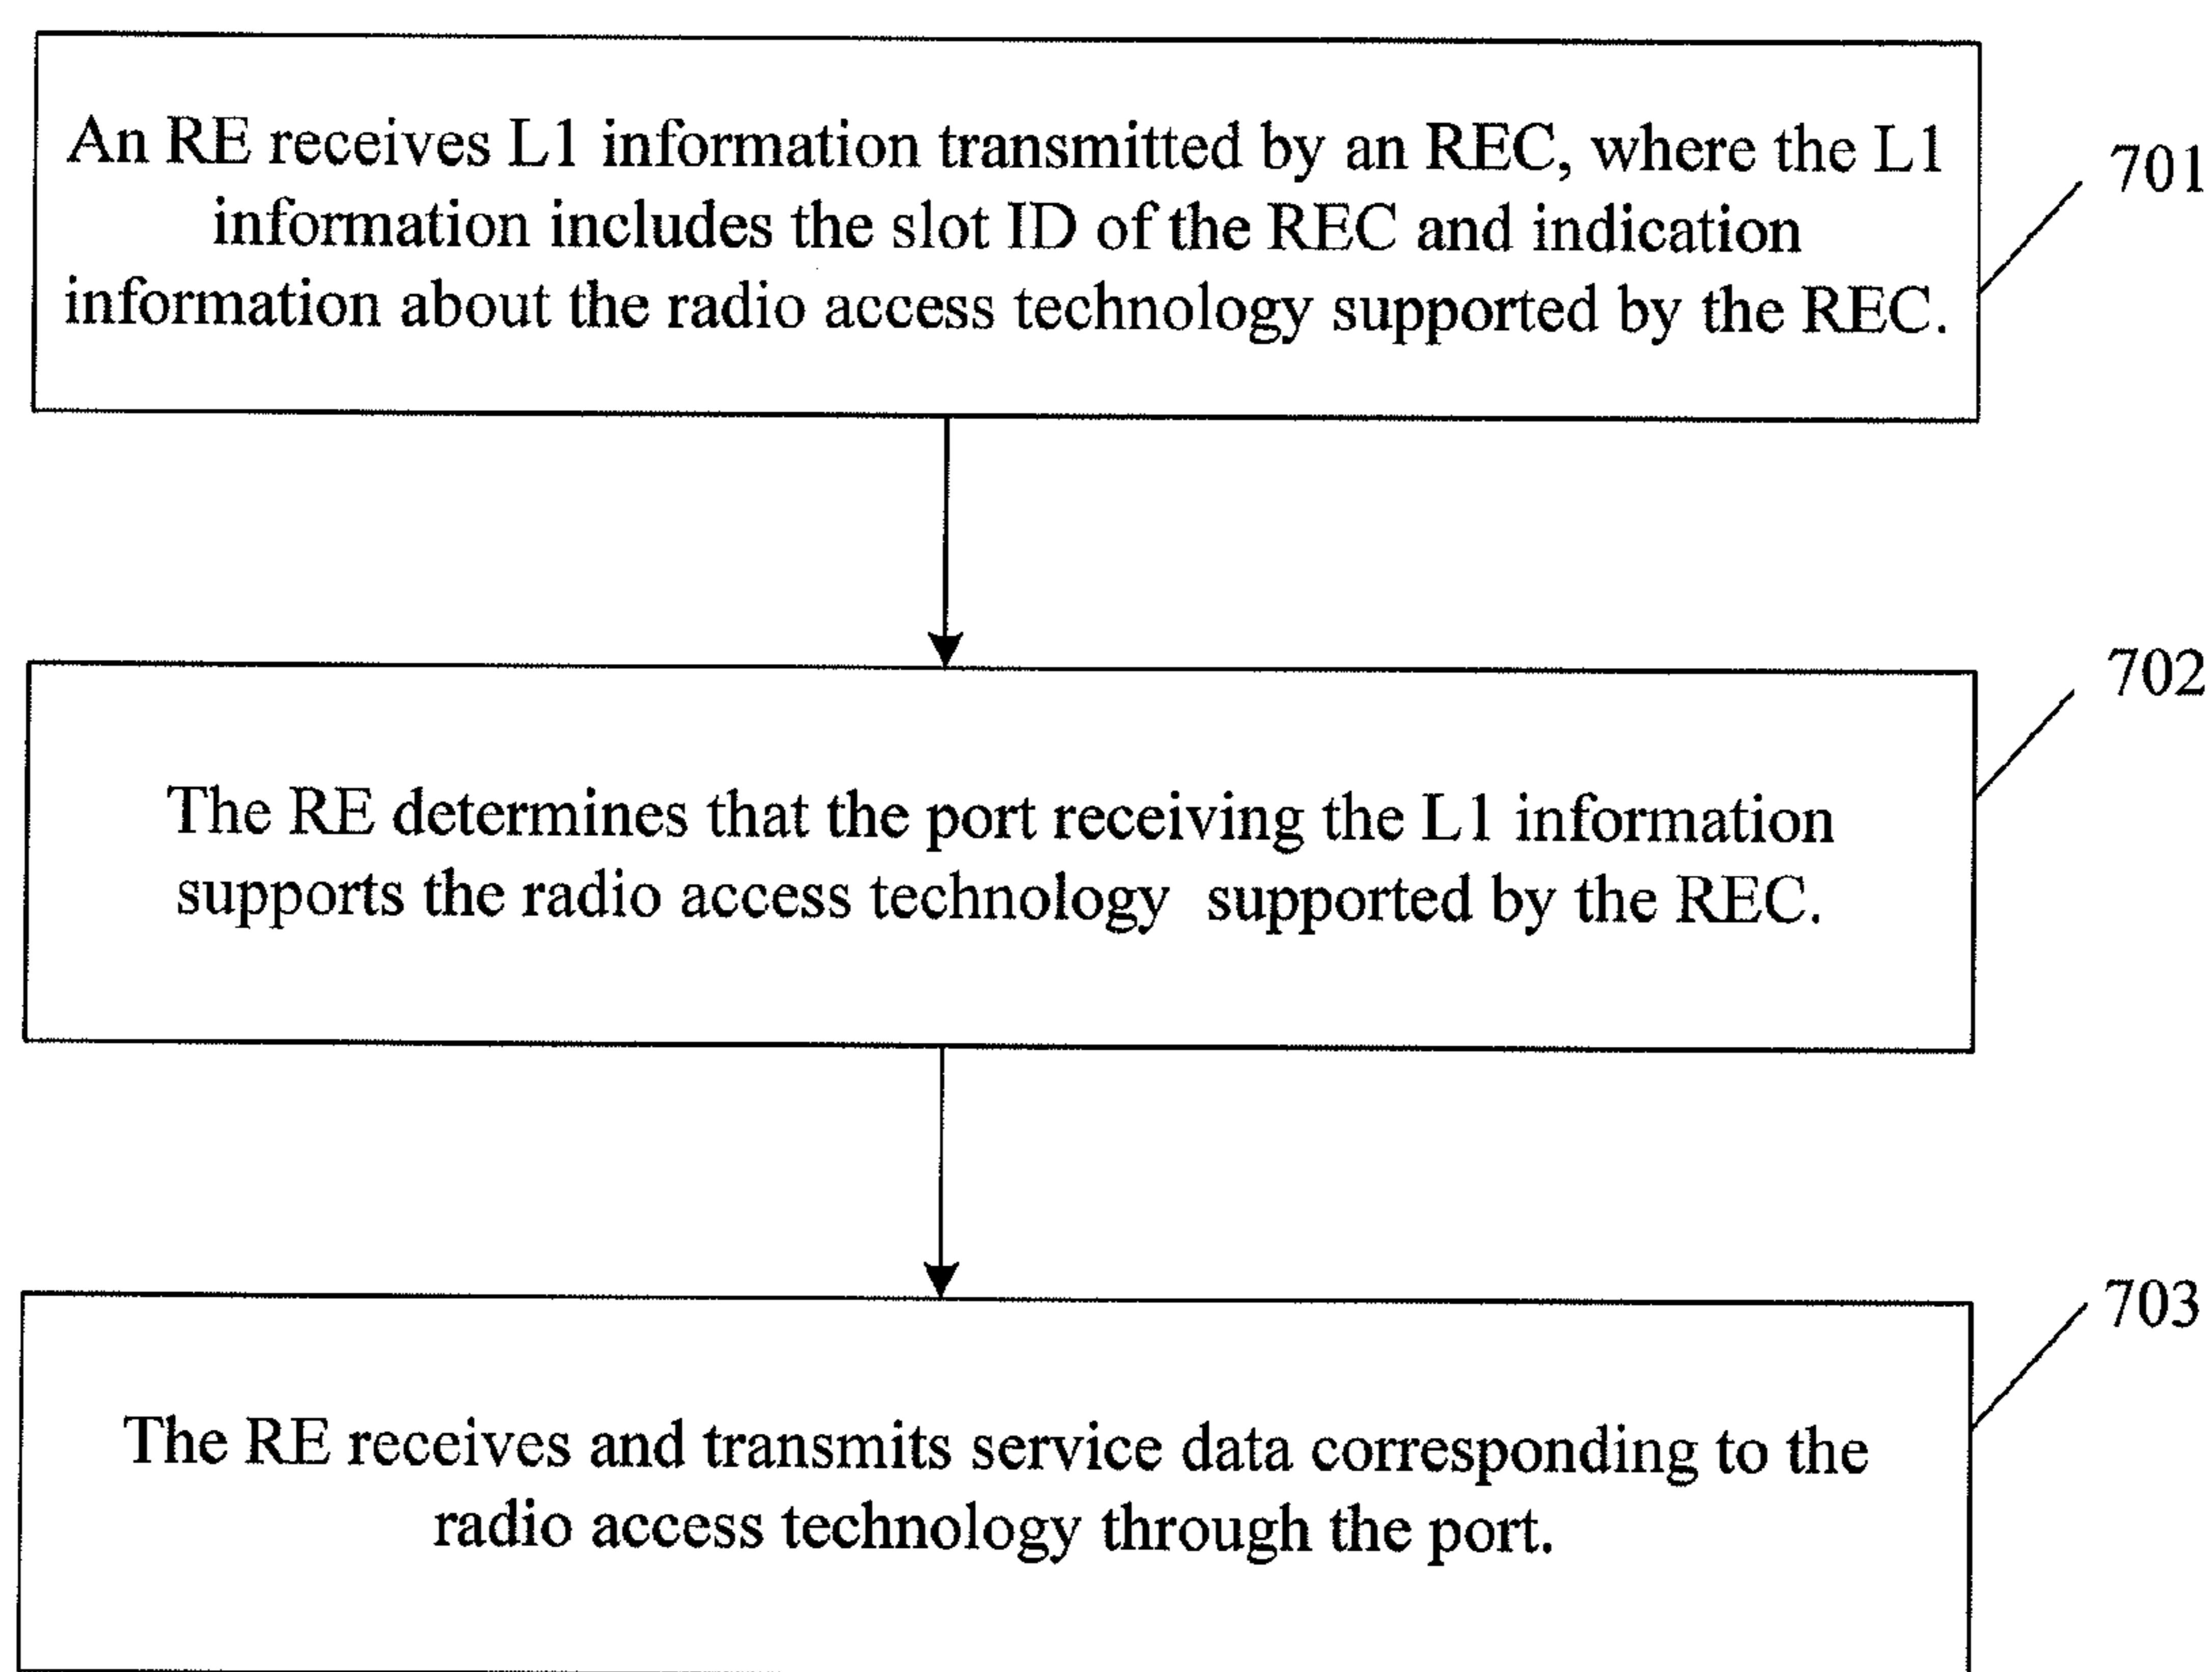 An RE receives L1 information transmitted by an REC, where the L1
information includes the slot ID of the REC and indication
information about the radio access technology supported by the REC.
701
The RE determines that the port receiving the L1 information
supports the radio access technology supported by the REC.
702
The RE receives and transmits service data corresponding to the
radio access technology through the port.
703